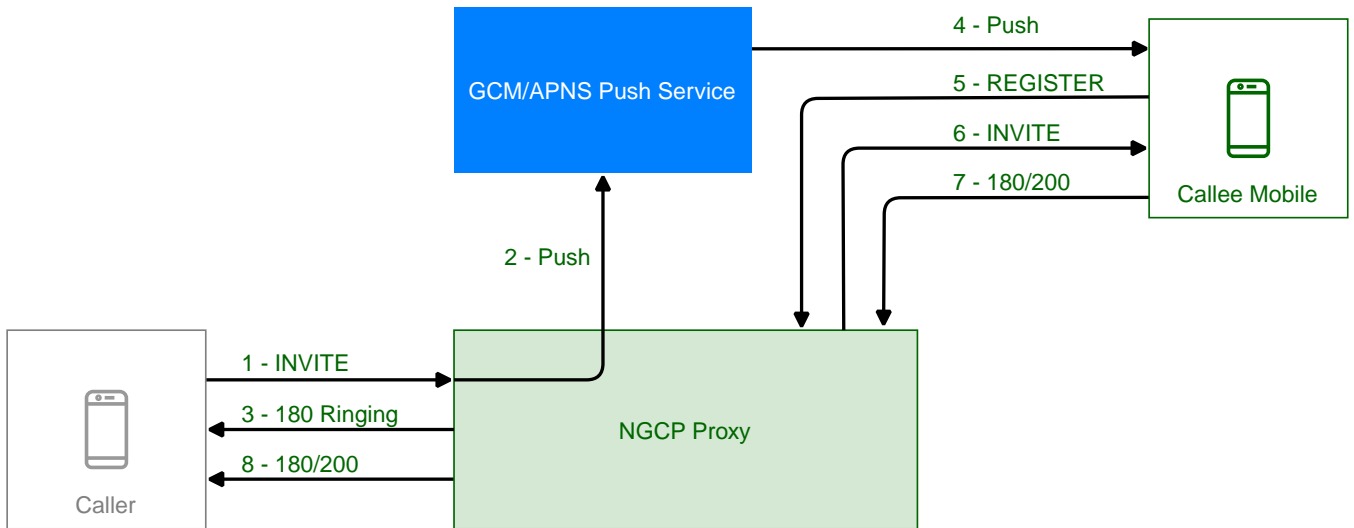 4 - Push
GCM/APNS Push Service
5 - REGISTER
6 - INVITE
7 - 180/200
Callee Mobile
2 - Push
1 - INVITE
3 - 180 Ringing
NGCP Proxy
8 - 180/200
Caller